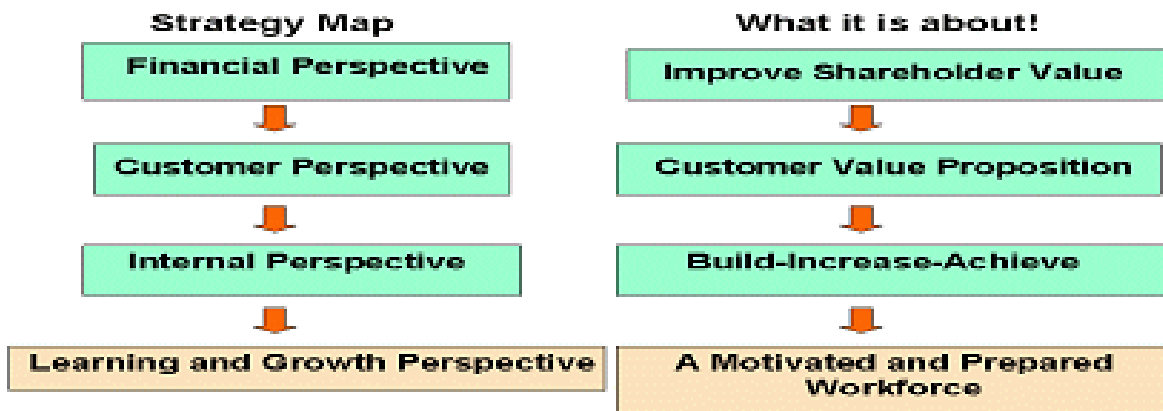 Strategy Map
Financial Perspective
Customer Perspective
Internal Perspective
Learning and Growth Perspective
What it is about!
Improve Shareholder Value
Customer Value Proposition
Build-Increase-Achieve
A Motivated and Prepared
Workforce